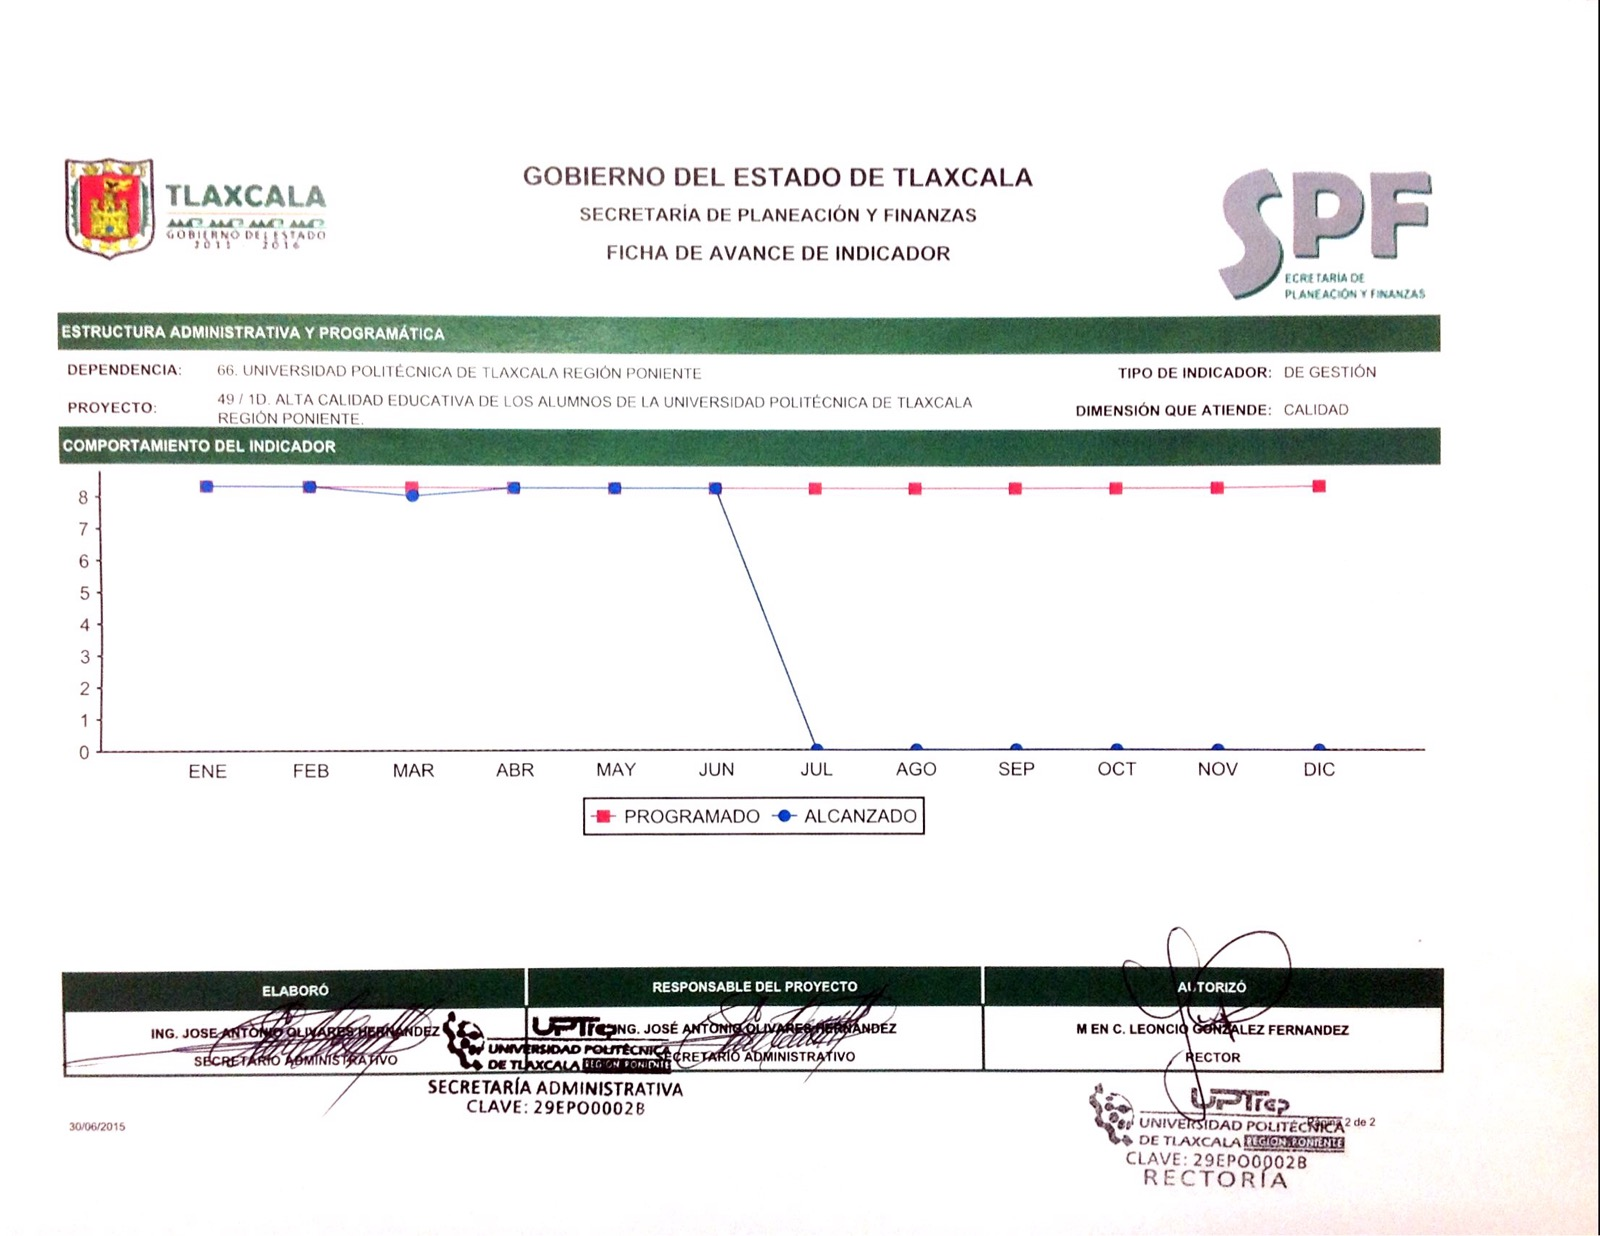 TLAXCALA
GOBIERNO DEL ESTADO
2011 2016
GOBIERNO DEL ESTADO DE TLAXCALA
SECRETARÍA DE PLANEACIÓN Y FINANZAS
FICHA DE AVANCE DE INDICADOR
SPF
ECRETARÍA DE
PLANEACIÓN Y FINANZAS
ESTRUCTURA ADMINISTRATIVA Y PROGRAMÁTICA
DEPENDENCIA: 66. UNIVERSIDAD POLITÉCNICA DE TLAXCALA REGIÓN PONIENTE TIPO DE INDICADOR: DE GESTIÓN
PROYECTO: 49 / 1D. ALTA CALIDAD EDUCATIVA DE LOS ALUMNOS DE LA UNIVERSIDAD POLITÉCNICA DE TLAXCALA
REGIÓN PONIENTE. DIMENSIÓN QUE ATIENDE: CALIDAD
COMPORTAMIENTO DEL INDICADOR
8
7
6
5
4
3
2
1
0
ENE FEB MAR ABR MAY JUN JUL AGO SEP OCT NOV DIC
PROGRAMADO ALCANZADO
ELABORÓ RESPONSABLE DEL PROYECTO AUTORIZÓ
ING. JOSE ANTONIO OLIVARES HERNANDEZ ING. JOSÉ ANTONIO OLIVARES HERNANDEZ M EN C. LEONCIO GONZALEZ FERNANDEZ
SECRETARIO ADMINISTRATIVO SECRETARIO ADMINISTRATIVO RECTOR
UPTrep
UNIVERSIDAD POLITÉCNICA
DE TLAXCALA REGIÓN PONIENTE
SECRETARÍA ADMINISTRATIVA
CLAVE: 29EPO0002B
30/06/2015
Página 2 de 2
UPTrep
UNIVERSIDAD POLITÉCNICA
DE TLAXCALA REGIÓN PONIENTE
CLAVE: 29EPO0002B
RECTORÍA